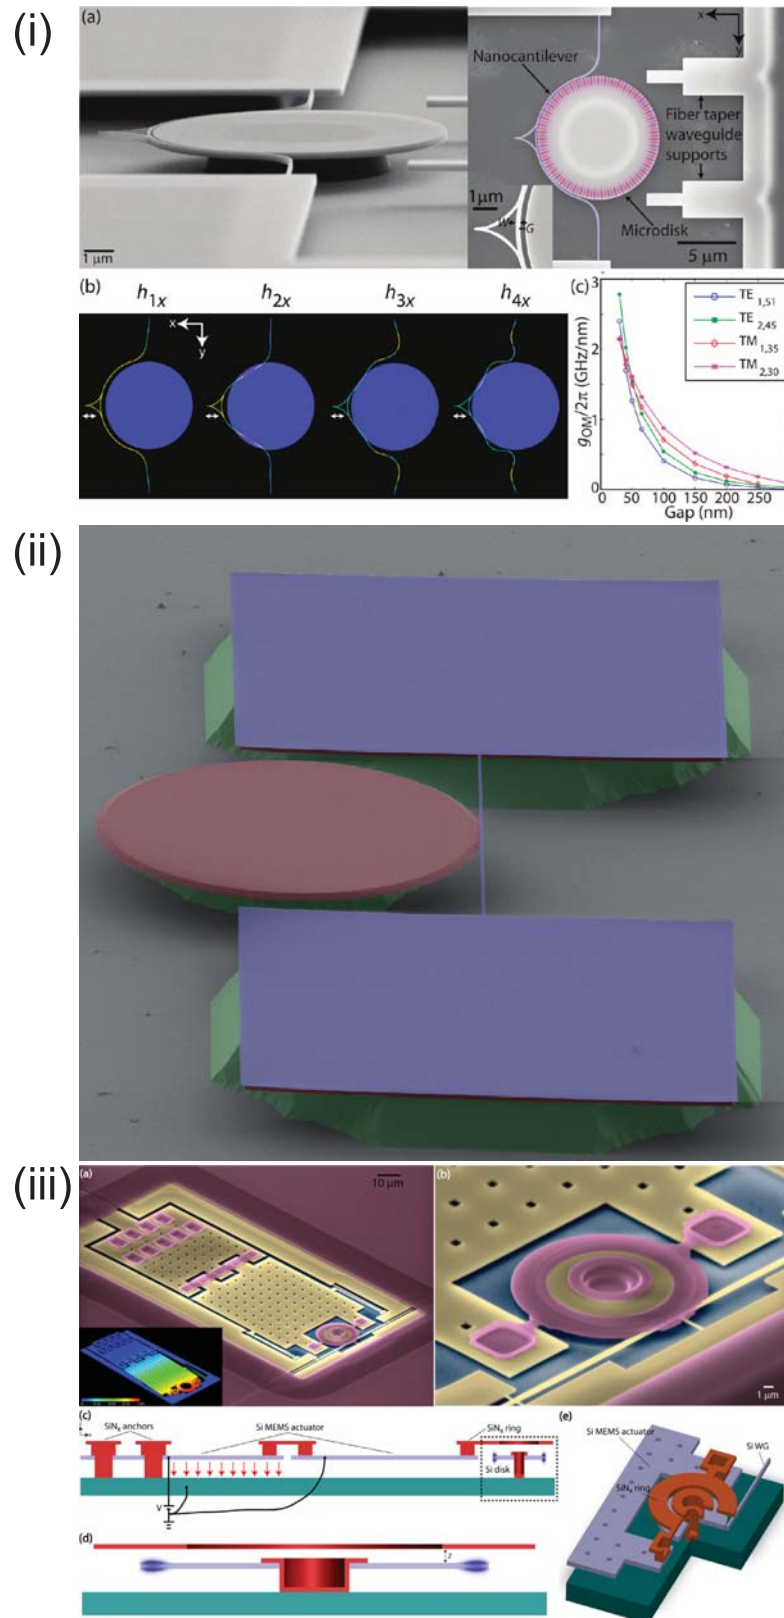 (i)
(a)
Nanocantilever
x
y
Fiber taper
waveguide
supports
1μm
W
G
Microdisk
1 μm
5 μm
(b)
h1x
h2x
h3x
h4x
x
y
(c)
3
2
1
0
gOM/2π (GHz/nm)
TE 1,51
TE 2,45
TM 1,35
TM 2,30
0 50 100 150 200 250
Gap (nm)
(ii)
(iii)
(a)
10 μm
(b)
1 μm
(c)
SiNx anchors
Si MEMS actuator
SiNx ring
Si disk
V
(d)
z
(e)
Si MEMS actuator
Si WG
SiNx ring